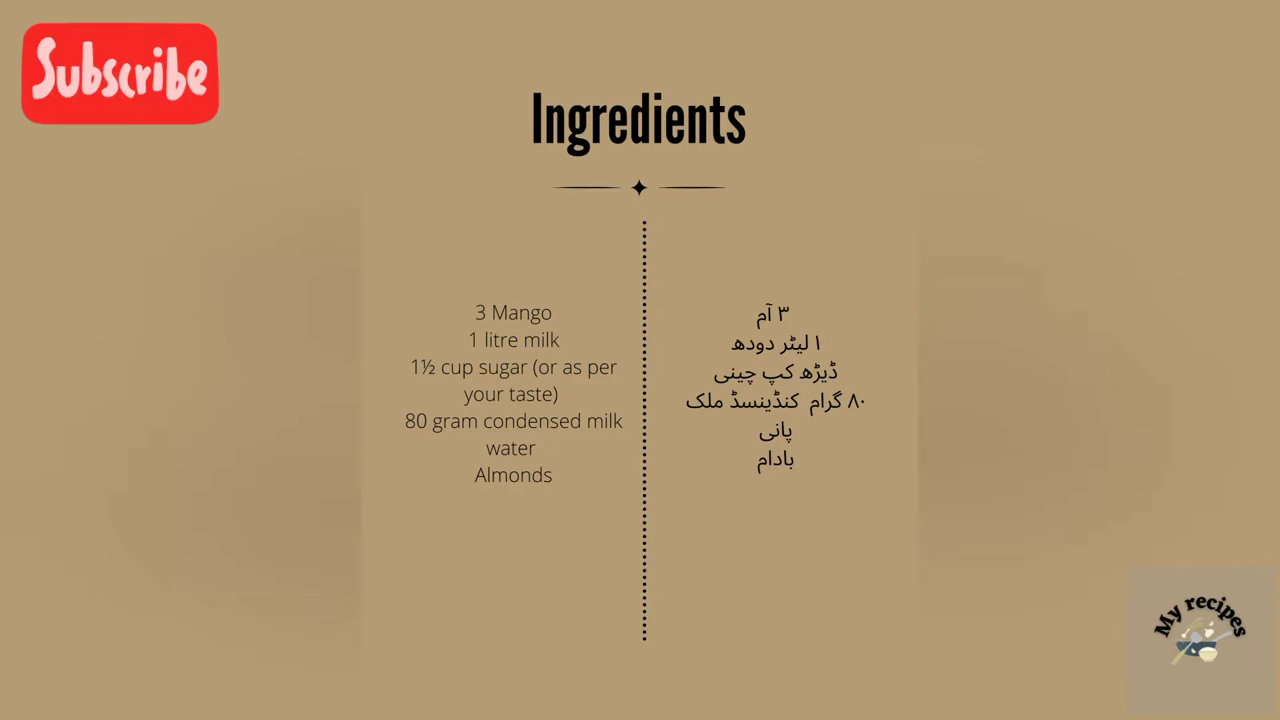 Subscribe
Ingredients
3 Mango
1 litre milk
1½ cup sugar (or as per
your taste)
80 gram condensed milk
water
Almonds
۳ آم
۱ لیٹر دودھ
ڈیڑھ کپ چینی
۸۰ گرام کنڈینسڈ ملک
پانی
بادام
My recipes